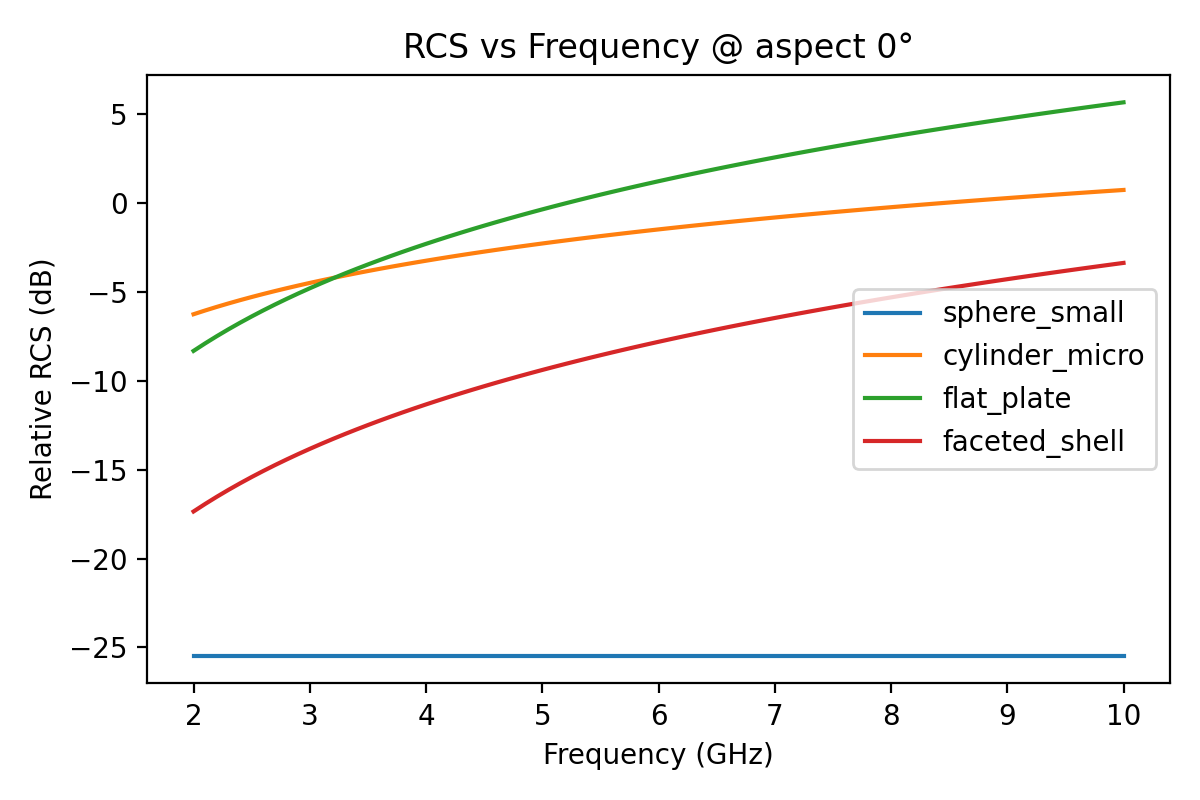 RCS vs Frequency @ aspect 0°
Relative RCS (dB)
5
0
−5
−10
−15
−20
−25
sphere_small
cylinder_micro
flat_plate
faceted_shell
2 3 4 5 6 7 8 9 10
Frequency (GHz)